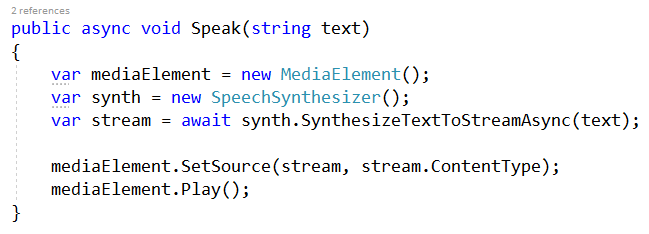 2 references
public async void Speak(string text)
{
    var mediaElement = new MediaElement();
    var synth = new SpeechSynthesizer();
    var stream = await synth.SynthesizeTextToStreamAsync(text);

    mediaElement.SetSource(stream, stream.ContentType);
    mediaElement.Play();
}